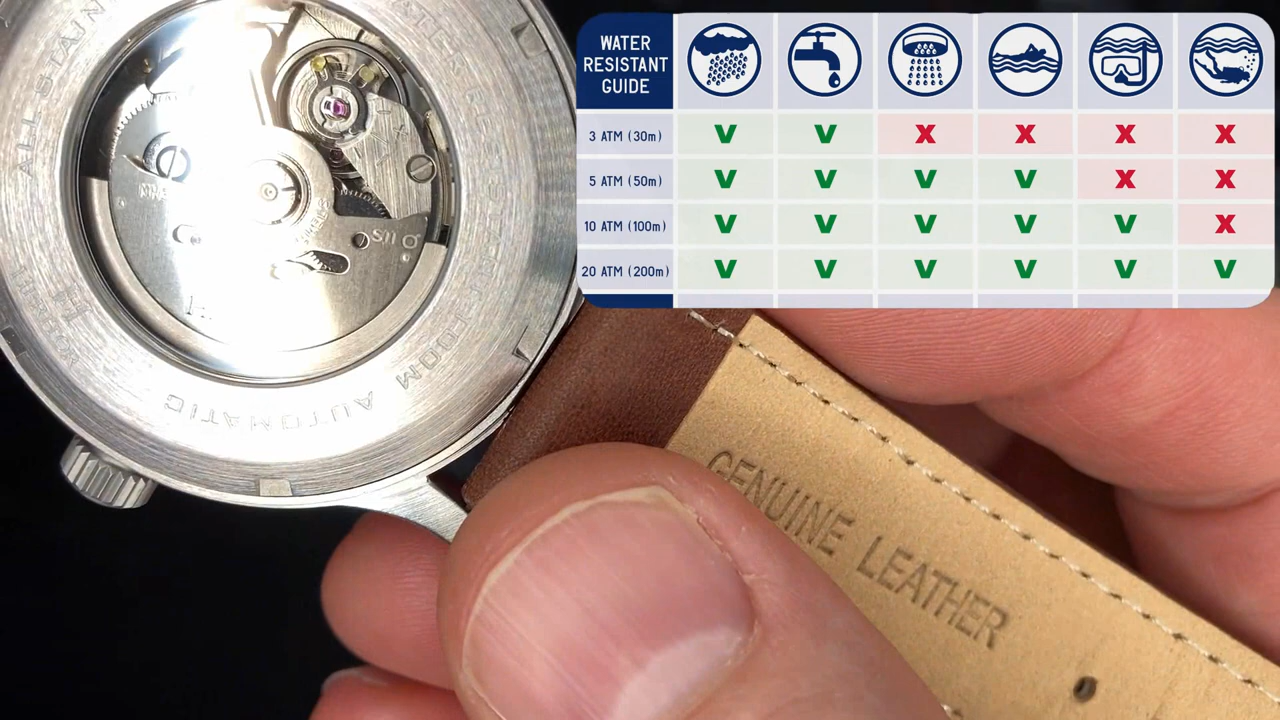 WATER
RESISTANT
GUIDE
3 ATM (30m) V V X X X X
5 ATM (50m) V V V V X X
10 ATM (100m) V V V V V X
20 ATM (200m) V V V V V V
AUTOMATIC
GENUINE LEATHER